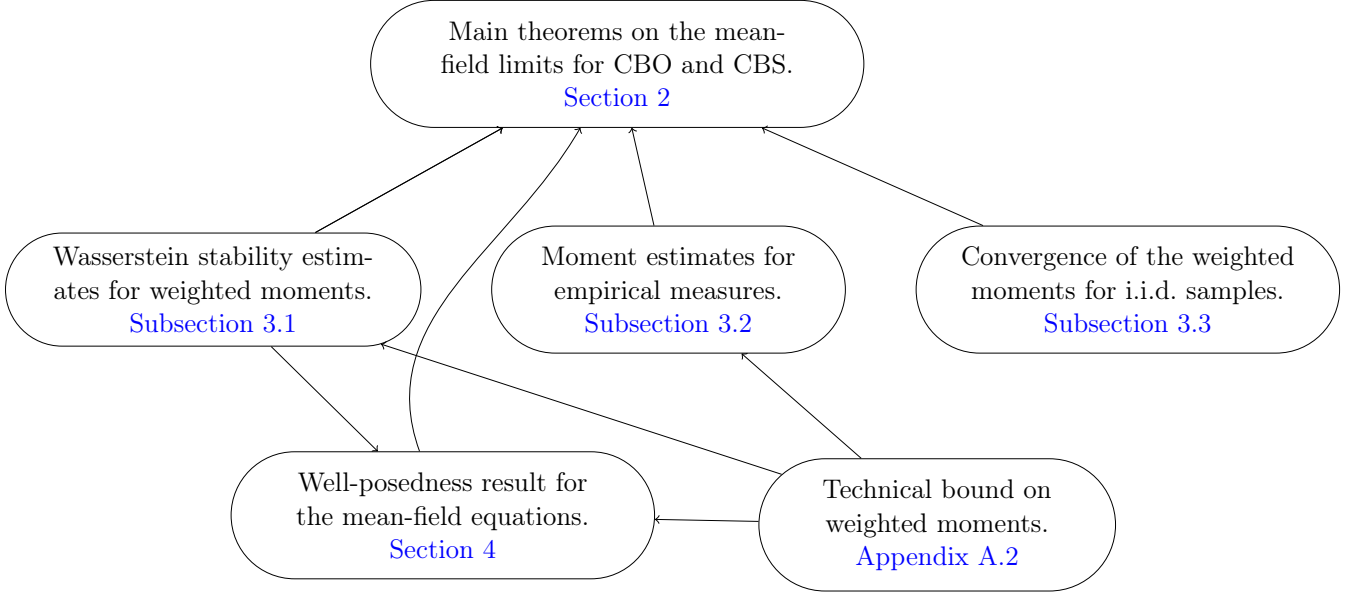 Main theorems on the mean-
field limits for CBO and CBS.
Section 2
Wasserstein stability estim-
ates for weighted moments.
Subsection 3.1
Moment estimates for
empirical measures.
Subsection 3.2
Convergence of the weighted
moments for i.i.d. samples.
Subsection 3.3
Well-posedness result for
the mean-field equations.
Section 4
Technical bound on
weighted moments.
Appendix A.2